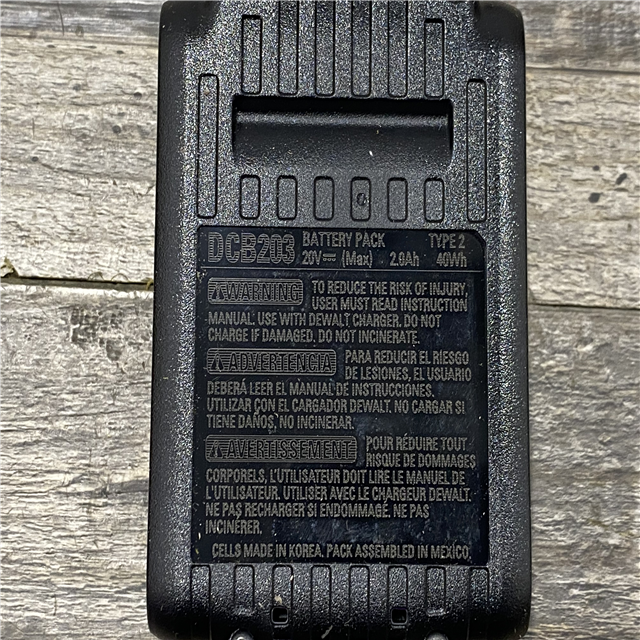 DCB203 BATTERY PACK TYPE 2
20V⎓ (Max) 2.0Ah 40Wh
⚠WARNING TO REDUCE THE RISK OF INJURY,
USER MUST READ INSTRUCTION
MANUAL. USE WITH DEWALT CHARGER. DO NOT
CHARGE IF DAMAGED. DO NOT INCINERATE.
⚠ADVERTENCIA PARA REDUCIR EL RIESGO
DE LESIONES, EL USUARIO
DEBERÁ LEER EL MANUAL DE INSTRUCCIONES.
UTILIZAR CON EL CARGADOR DEWALT. NO CARGAR SI
TIENE DAÑOS, NO INCINERAR.
⚠AVERTISSEMENT POUR RÉDUIRE TOUT
RISQUE DE DOMMAGES
CORPORELS, L'UTILISATEUR DOIT LIRE LE MANUEL DE
L'UTILISATEUR. UTILISER AVEC LE CHARGEUR DEWALT.
NE PAS RECHARGER SI ENDOMMAGÉ. NE PAS
INCINÉRER.
CELLS MADE IN KOREA. PACK ASSEMBLED IN MEXICO.